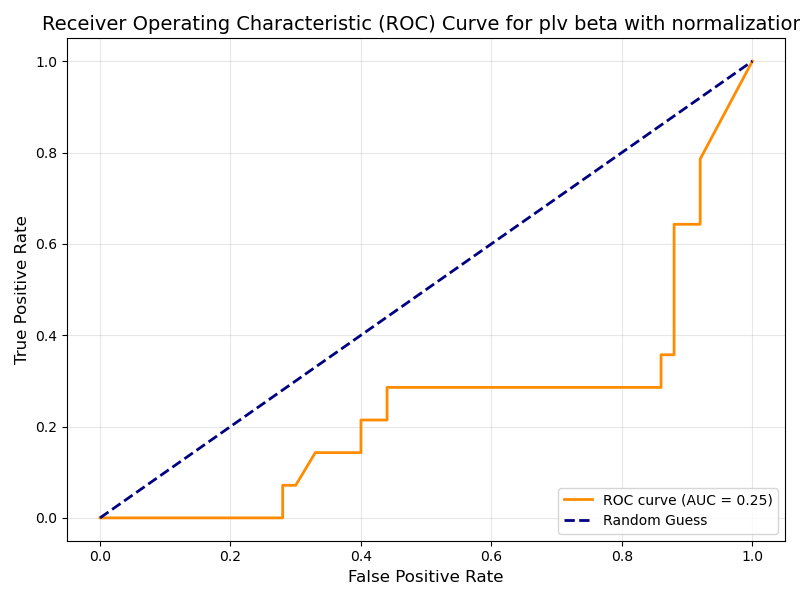 Receiver Operating Characteristic (ROC) Curve for plv beta with normalization
1.0
0.8
0.6
0.4
0.2
0.0
True Positive Rate
0.0 0.2 0.4 0.6 0.8 1.0
False Positive Rate
ROC curve (AUC = 0.25)
Random Guess